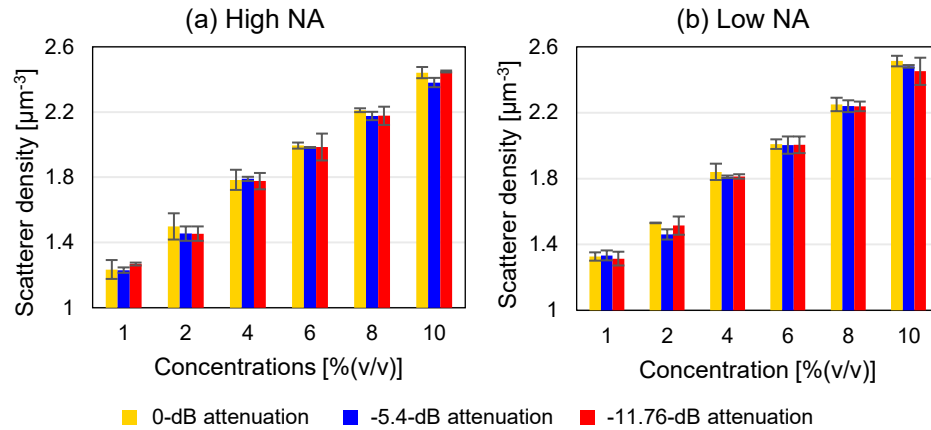 (a) High NA
Scatterer density [µm⁻³]
2.6
2.2
1.8
1.4
1
1 2 4 6 8 10
Concentrations [%(v/v)]
(b) Low NA
Scatterer density [µm⁻³]
2.6
2.2
1.8
1.4
1
1 2 4 6 8 10
Concentration [%(v/v)]
0-dB attenuation -5.4-dB attenuation -11.76-dB attenuation